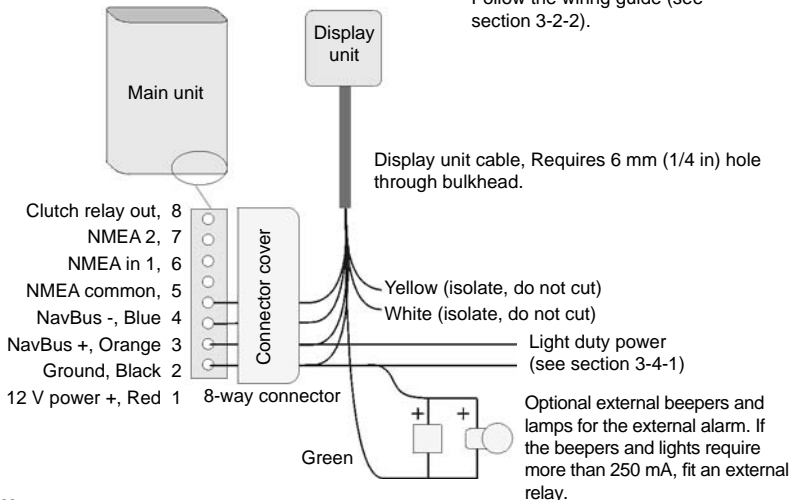 Follow the wiring guide (see
section 3-2-2).
Display
unit
Main unit
Display unit cable, Requires 6 mm (1/4 in) hole
through bulkhead.
Clutch relay out, 8
NMEA 2, 7
NMEA in 1, 6
NMEA common, 5
NavBus -, Blue 4
NavBus +, Orange 3
Ground, Black 2
12 V power +, Red 1
Connector cover
8-way connector
Yellow (isolate, do not cut)
White (isolate, do not cut)
Light duty power
(see section 3-4-1)
+ +
Green
Optional external beepers and
lamps for the external alarm. If
the beepers and lights require
more than 250 mA, fit an external
relay.